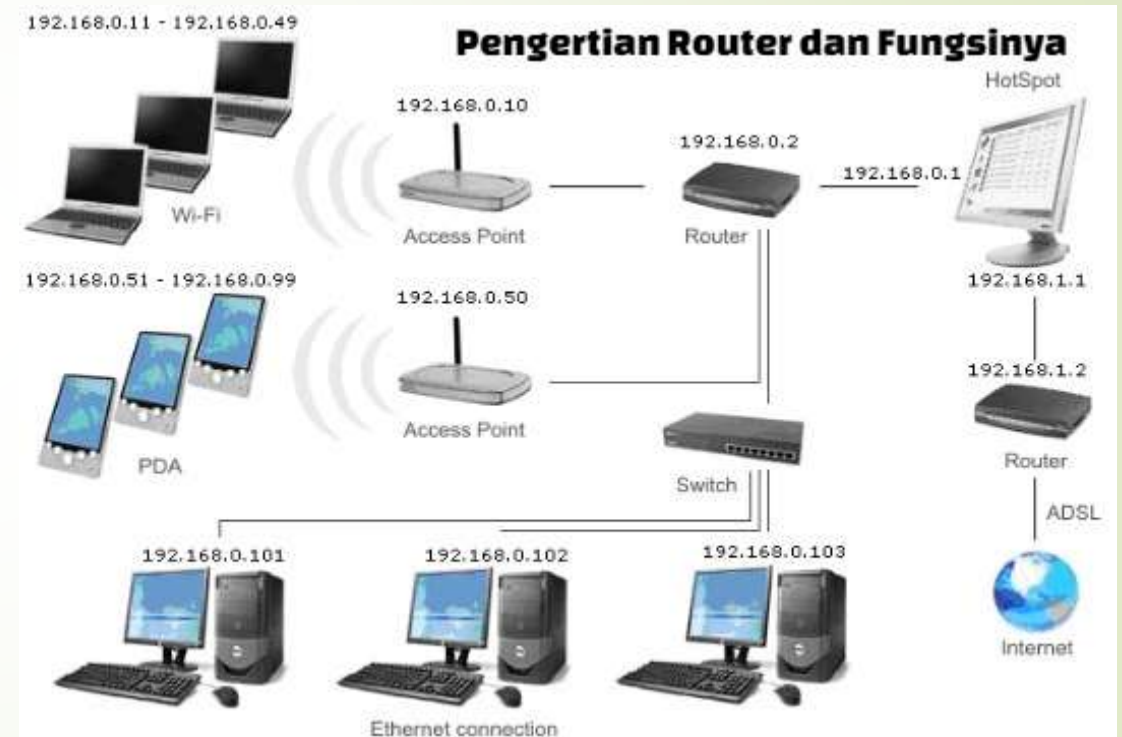 192.168.0.11 - 192.168.0.49
Pengertian Router dan Fungsinya
HotSpot
192.168.0.10
192.168.0.2
192.168.0.1
Wi-Fi
Access Point
Router
192.168.0.51 - 192.168.0.99
192.168.1.1
192.168.0.50
192.168.1.2
Access Point
PDA
Router
Switch
ADSL
192.168.0.101
192.168.0.102
192.168.0.103
Internet
Ethernet connection